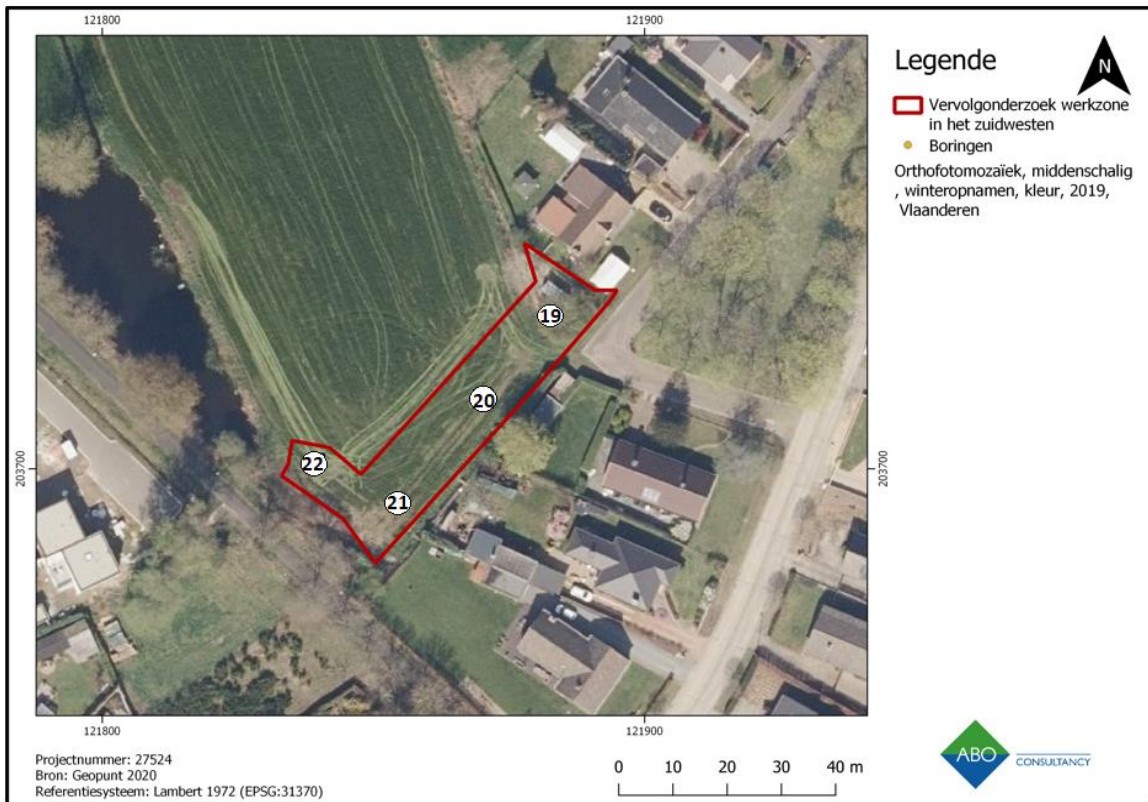 121800
121900
203700
203700
19
20
22
21
121800
121900
Legende
N
Vervolgonderzoek werkzone
in het zuidwesten
Boringen
Orthofotomozaïek, middenschalig
, winteropnamen, kleur, 2019,
Vlaanderen
Projectnummer: 27524
Bron: Geopunt 2020
Referentiesysteem: Lambert 1972 (EPSG:31370)
0 10 20 30 40 m
ABO CONSULTANCY